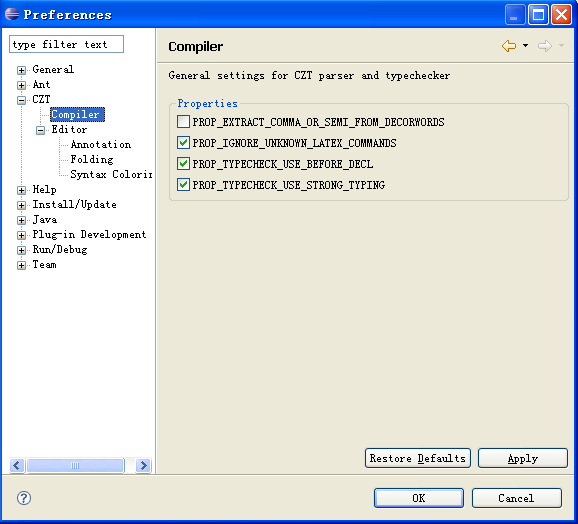 Preferences
type filter text
General
Ant
CZT
Compiler
Editor
Annotation
Folding
Syntax Colorin
Help
Install/Update
Java
Plug-in Development
Run/Debug
Team
Compiler
General settings for CZT parser and typechecker
Properties
PROP_EXTRACT_COMMA_OR_SEMI_FROM_DECORWORDS
PROP_IGNORE_UNKNOWN_LATEX_COMMANDS
PROP_TYPECHECK_USE_BEFORE_DECL
PROP_TYPECHECK_USE_STRONG_TYPING
Restore Defaults
Apply
?
OK
Cancel